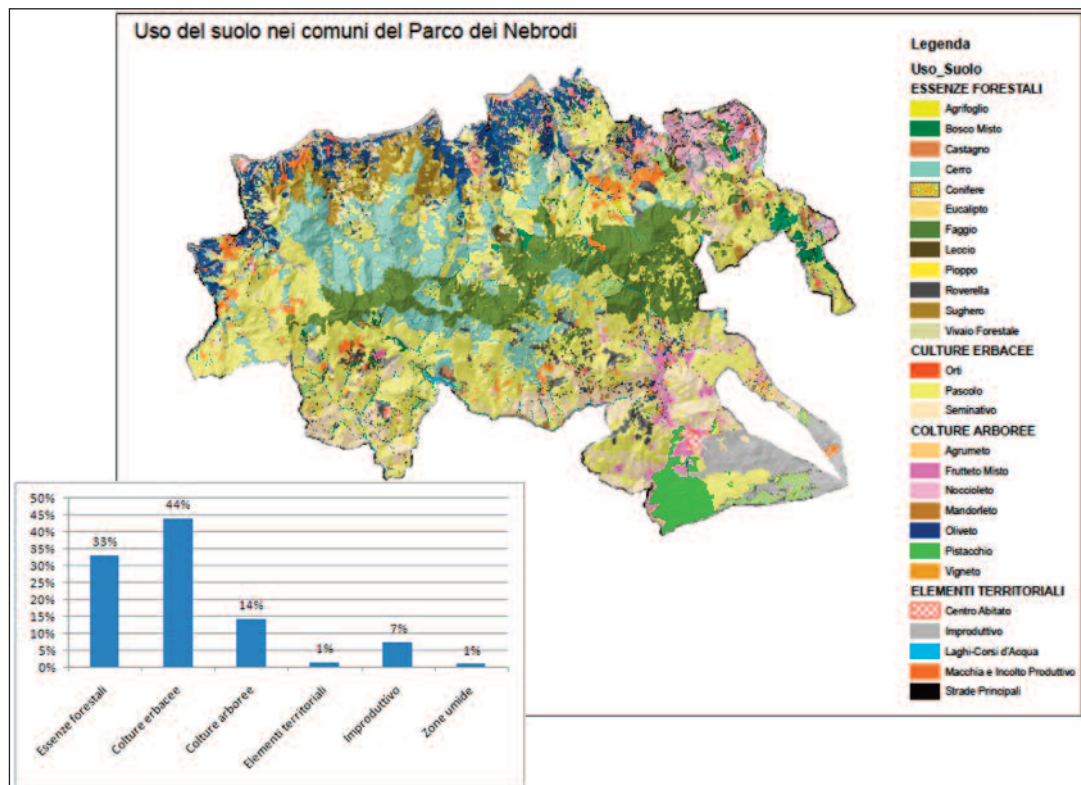 Uso del suolo nei comuni del Parco dei Nebrodi
Legenda
Uso_Suolo
ESSENZE FORESTALI
Agrifoglio
Bosco Misto
Castagno
Cerro
Conifere
Eucalipto
Faggio
Leccio
Pioppo
Roverella
Sughero
Vivaio Forestale
CULTURE ERBACEE
Orti
Pascolo
Seminativo
COLTURE ARBOREE
Agrumeto
Frutteto Misto
Noccioleto
Mandorleto
Oliveto
Pistacchio
Vigneto
ELEMENTI TERRITORIALI
Centro Abitato
Improduttivo
Laghi-Corsi d'Acqua
Macchia e Incolto Produttivo
Strade Principali
50%
45%
40%
35%
30%
25%
20%
15%
10%
5%
0%
33%
44%
14%
1%
7%
1%
Essenze forestali
Colture erbacee
Colture arboree
Elementi territoriali
Improduttivo
Zone umide